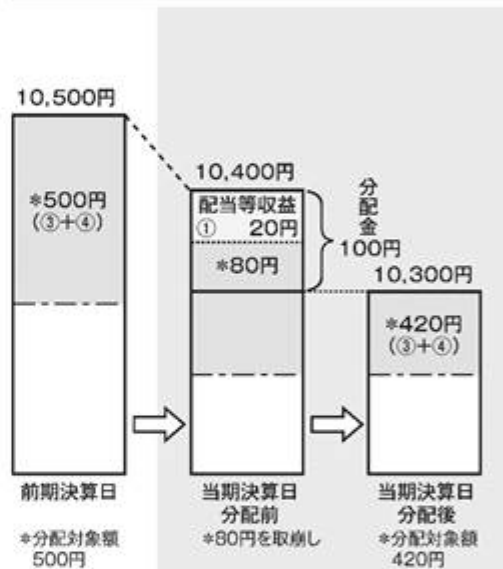 10,500円
*500円
(③+④)
10,400円
配当等収益
① 20円
*80円
分配金
100円
10,300円
*420円
(③+④)
前期決算日
*分配対象額
500円
当期決算日
分配前
*80円を取崩し
当期決算日
分配後
*分配対象額
420円